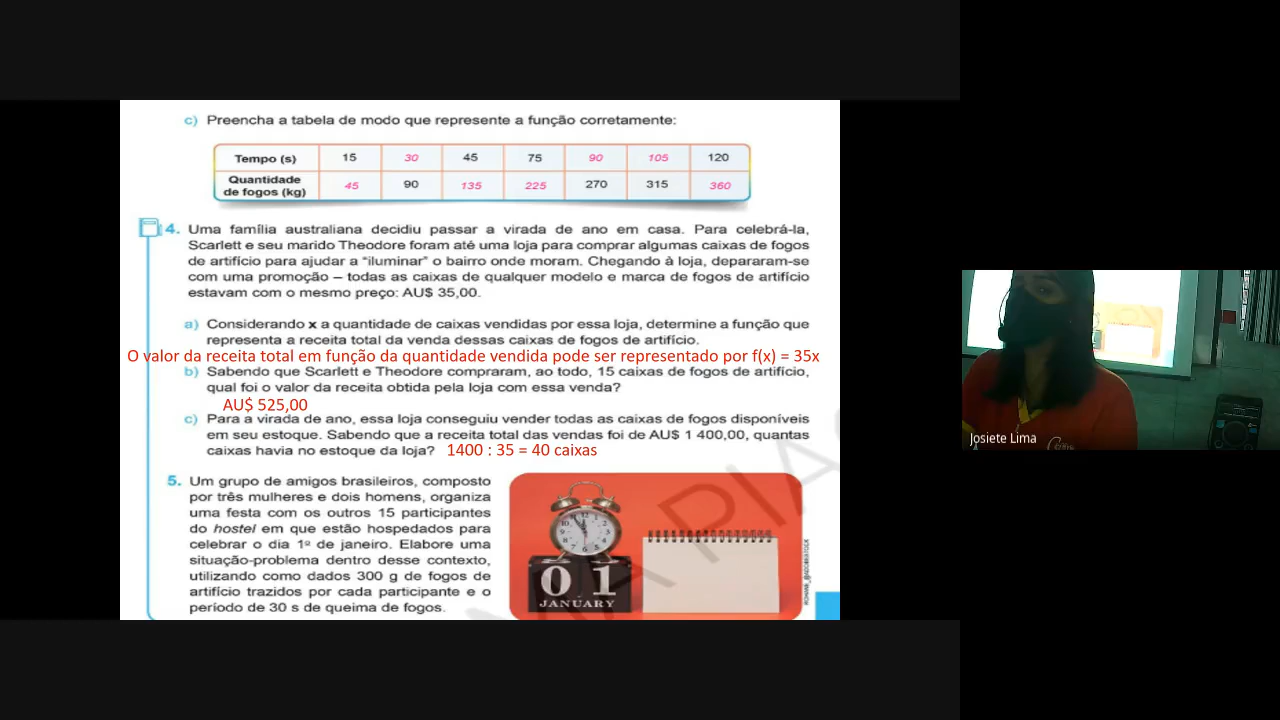 c) Preencha a tabela de modo que represente a função corretamente:
Tempo (s) 15 30 45 75 90 105 120
Quantidade
de fogos (kg) 45 90 135 225 270 315 360
4. Uma família australiana decidiu passar a virada de ano em casa. Para celebrá-la,
Scarlett e seu marido Theodore foram até uma loja para comprar algumas caixas de fogos
de artifício para ajudar a "iluminar" o bairro onde moram. Chegando à loja, depararam-se
com uma promoção – todas as caixas de qualquer modelo e marca de fogos de artifício
estavam com o mesmo preço: AU$ 35,00.
a) Considerando x a quantidade de caixas vendidas por essa loja, determine a função que
representa a receita total da venda dessas caixas de fogos de artifício.
O valor da receita total em função da quantidade vendida pode ser representado por f(x) = 35x
b) Sabendo que Scarlett e Theodore compraram, ao todo, 15 caixas de fogos de artifício,
qual foi o valor da receita obtida pela loja com essa venda?
AU$ 525,00
c) Para a virada de ano, essa loja conseguiu vender todas as caixas de fogos disponíveis
em seu estoque. Sabendo que a receita total das vendas foi de AU$ 1 400,00, quantas
caixas havia no estoque da loja? 1400 : 35 = 40 caixas
5. Um grupo de amigos brasileiros, composto
por três mulheres e dois homens, organiza
uma festa com os outros 15 participantes
do hostel em que estão hospedados para
celebrar o dia 1º de janeiro. Elabore uma
situação-problema dentro desse contexto,
utilizando como dados 300 g de fogos de
artifício trazidos por cada participante e o
período de 30 s de queima de fogos.
01
JANUARY
Josiete Lima